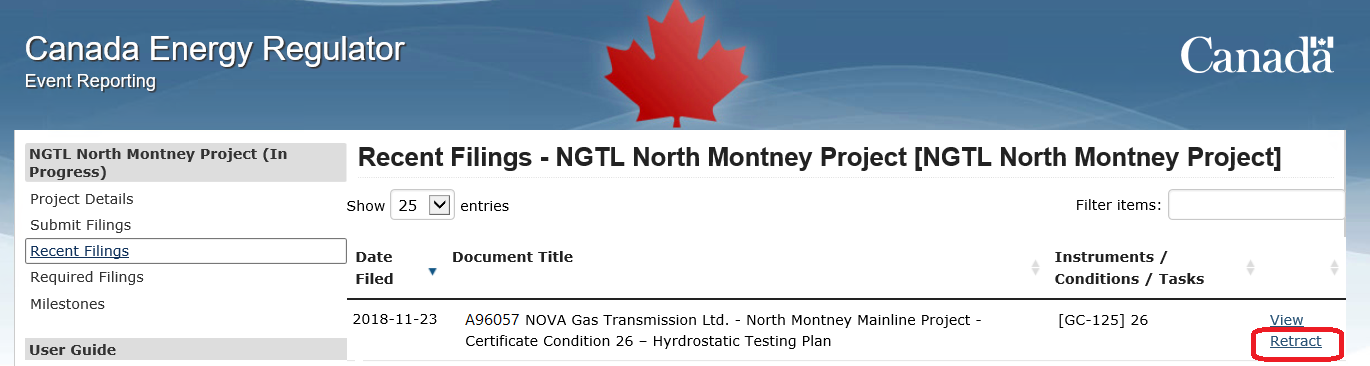 Canada Energy Regulator
Event Reporting
Canada
NGTL North Montney Project (In
Progress)
Project Details
Submit Filings
Recent Filings
Required Filings
Milestones
User Guide
Recent Filings - NGTL North Montney Project [NGTL North Montney Project]
Show 25 entries
Filter items:
Date
Filed
Document Title
Instruments /
Conditions / Tasks
2018-11-23
A96057 NOVA Gas Transmission Ltd. - North Montney Mainline Project -
Certificate Condition 26 – Hyrdrostatic Testing Plan
[GC-125] 26
View
Retract